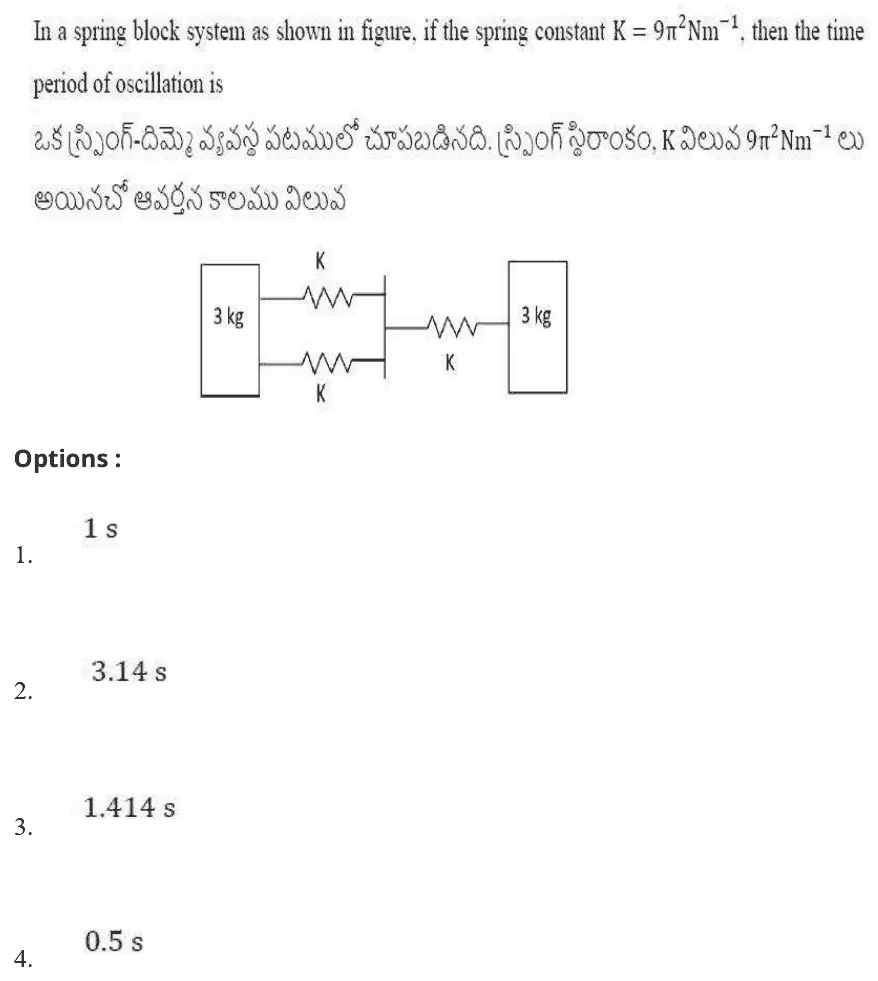 In a spring block system as shown in figure, if the spring constant K = 9π²Nm⁻¹, then the time
period of oscillation is
ఒక స్ప్రింగ్-దిమ్మె వ్యవస్థ పటములో చూపబడినది. స్ప్రింగ్ స్థిరాంకం, K విలువ 9π²Nm⁻¹ లు
అయినచో ఆవర్తన కాలము విలువ
K
3 kg
3 kg
K
K
Options :
1 s
1.
3.14 s
2.
1.414 s
3.
0.5 s
4.